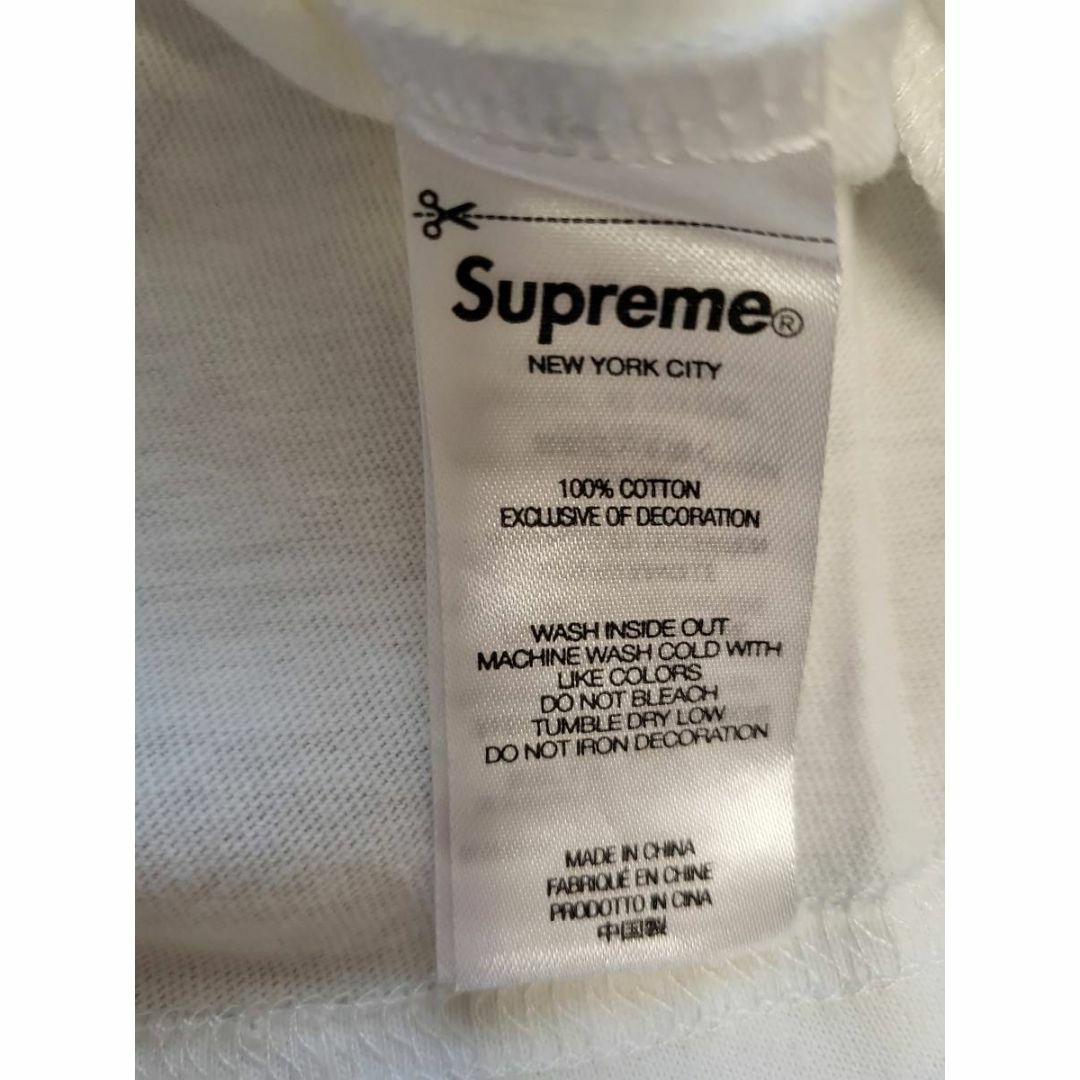 Supreme®
NEW YORK CITY
100% COTTON
EXCLUSIVE OF DECORATION
WASH INSIDE OUT
MACHINE WASH COLD WITH
LIKE COLORS
DO NOT BLEACH
TUMBLE DRY LOW
DO NOT IRON DECORATION
MADE IN CHINA
FABRIQUÉ EN CHINE
PRODOTTO IN CINA
中国製